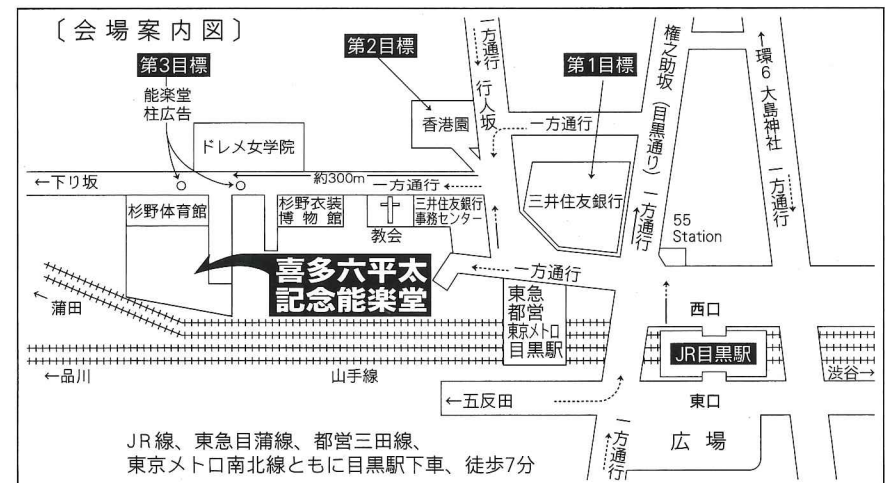 〔会場案内図〕
第3目標
能楽堂
柱広告
第2目標
香港園
第1目標
一方通行
行人坂
一方通行
権之助坂(目黒通り)
一方通行
環6 大島神社
一方通行
ドレメ女学院
←下り坂
約300m
一方通行
三井住友銀行
55
Station
杉野体育館
杉野衣装
博物館
教会
三井住友銀行
事務センター
喜多六平太
記念能楽堂
一方通行
東急
都営
東京メトロ
目黒駅
西口
JR目黒駅
東口
蒲田
←品川
山手線
渋谷→
←五反田
一方通行
広場
JR線、東急目蒲線、都営三田線、
東京メトロ南北線ともに目黒駅下車、徒歩7分